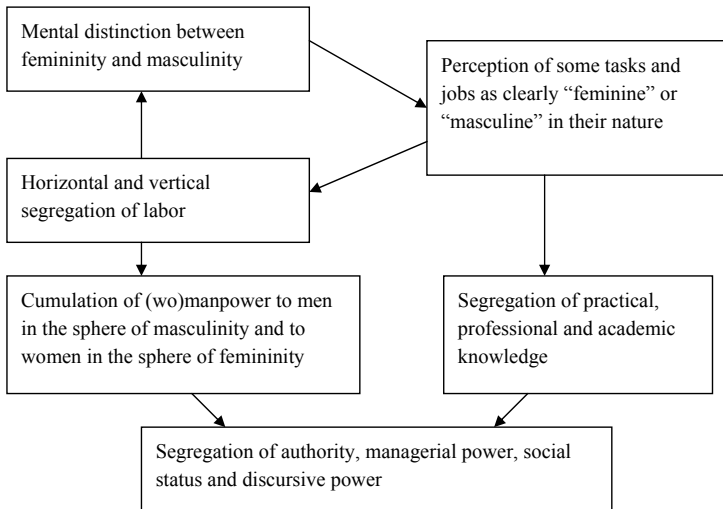 Mental distinction between
femininity and masculinity
Perception of some tasks and
jobs as clearly “feminine” or
“masculine” in their nature
Horizontal and vertical
segregation of labor
Cumulation of (wo)manpower to men
in the sphere of masculinity and to
women in the sphere of femininity
Segregation of practical,
professional and academic
knowledge
Segregation of authority, managerial power, social
status and discursive power